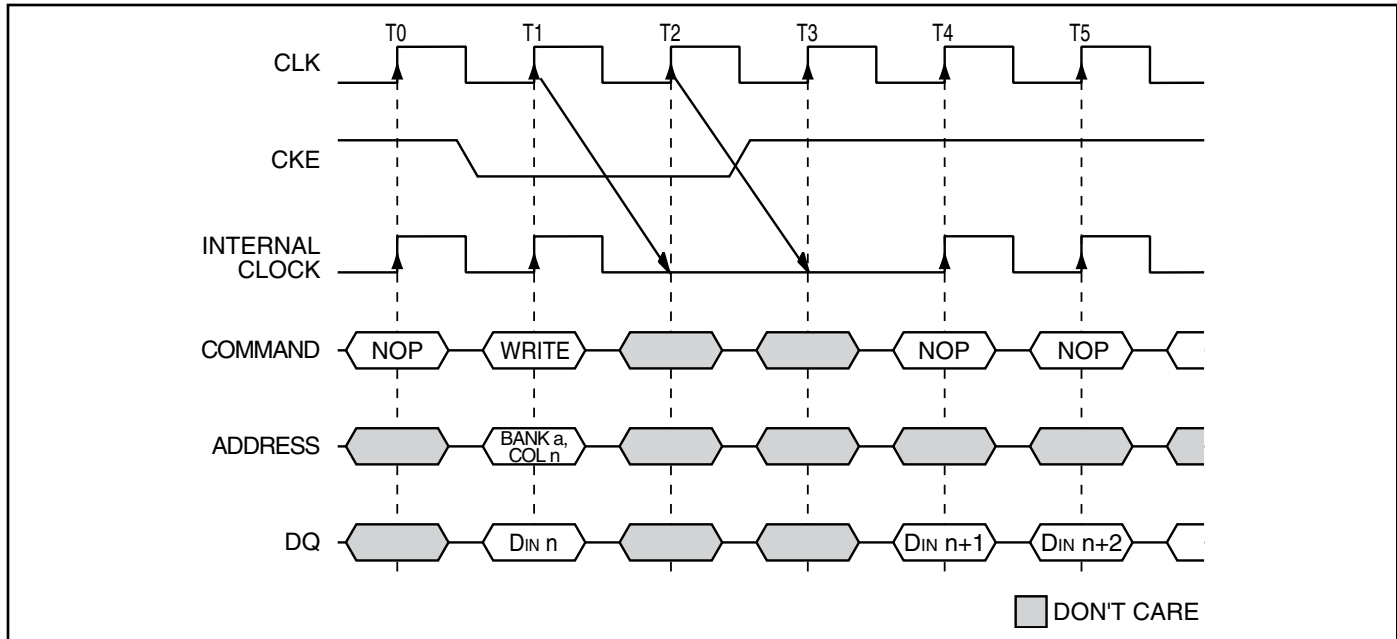 T0 T1 T2 T3 T4 T5
CLK
CKE
INTERNAL
CLOCK
COMMAND NOP WRITE NOP NOP
ADDRESS BANK a,
COL n
DQ DIN n DIN n+1 DIN n+2
DON'T CARE